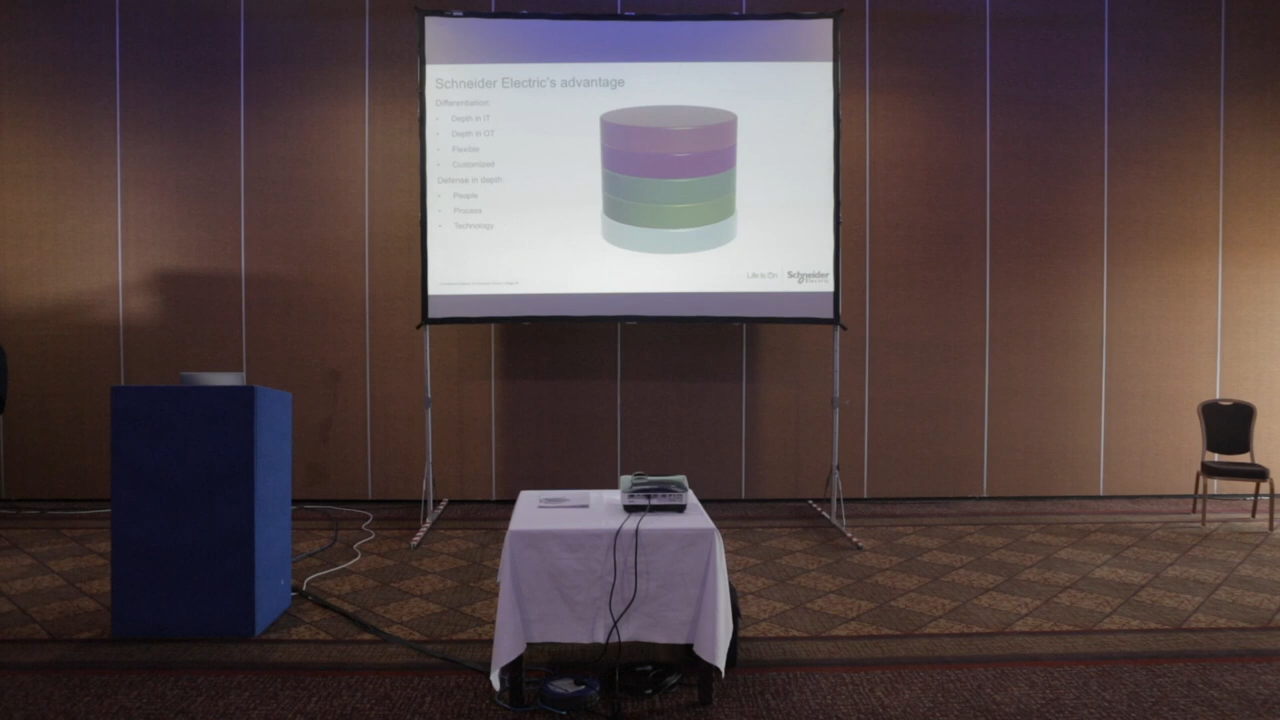 Schneider Electric's advantage
Differentiation:
• Depth in IT
• Depth in OT
• Flexible
• Customized
Defense in depth:
• People
• Process
• Technology
Life Is On
Schneider
Electric